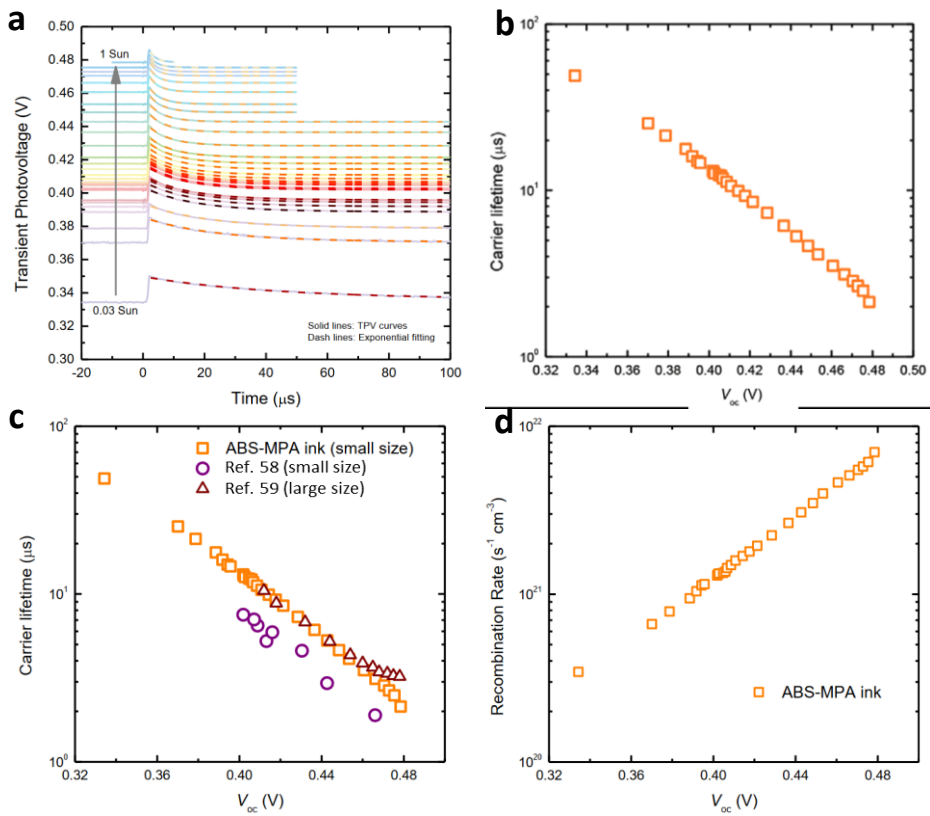 a
Transient Photovoltage (V)
0.50
0.48
0.46
0.44
0.42
0.40
0.38
0.36
0.34
0.32
0.30
1 Sun
0.03 Sun
Solid lines: TPV curves
Dash lines: Exponential fitting
-20 0 20 40 60 80 100
Time (μs)
b
Carrier lifetime (μs)
10²
10¹
10⁰
0.32 0.34 0.36 0.38 0.40 0.42 0.44 0.46 0.48 0.50
Voc (V)
c
Carrier lifetime (μs)
10²
10¹
10⁰
ABS-MPA ink (small size)
Ref. 58 (small size)
Ref. 59 (large size)
0.32 0.36 0.40 0.44 0.48
Voc (V)
d
Recombination Rate (s⁻¹ cm⁻³)
10²²
10²¹
10²⁰
ABS-MPA ink
0.32 0.36 0.40 0.44 0.48
Voc (V)